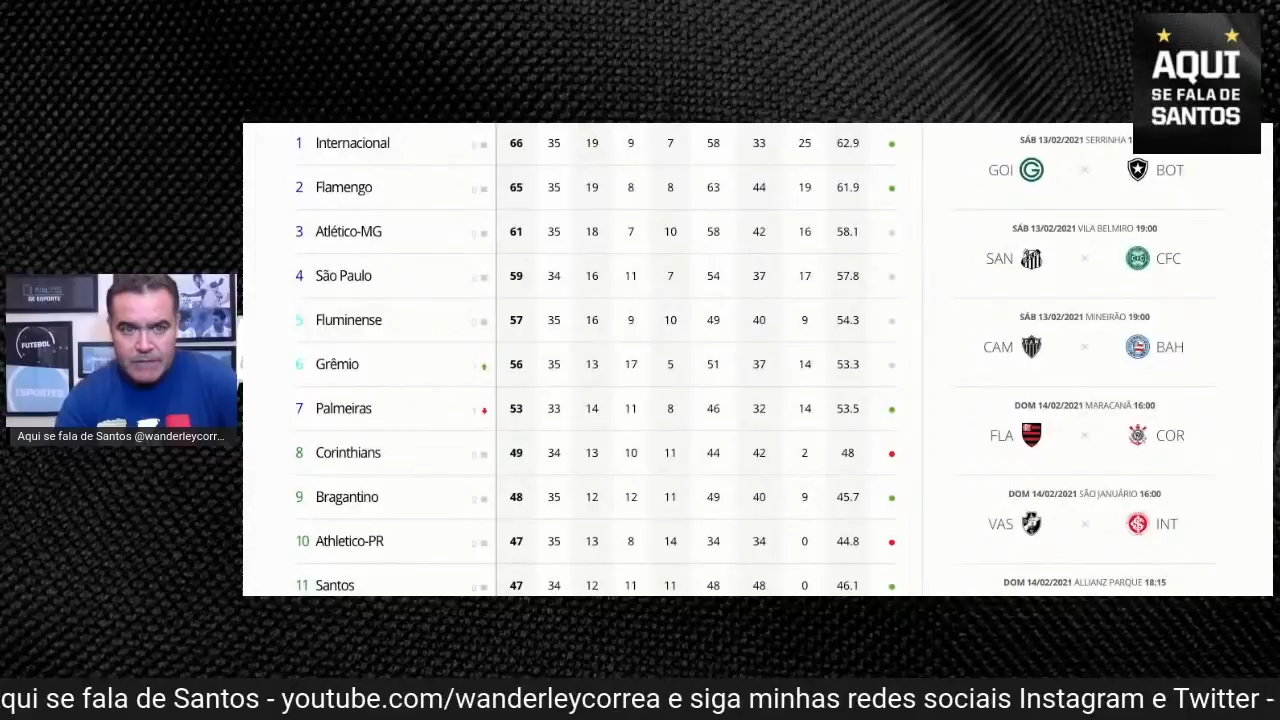 AQUI
SE FALA DE
SANTOS
1 Internacional 66 35 19 9 7 58 33 25 62.9
2 Flamengo 65 35 19 8 8 63 44 19 61.9
3 Atlético-MG 61 35 18 7 10 58 42 16 58.1
4 São Paulo 59 34 16 11 7 54 37 17 57.8
5 Fluminense 57 35 16 9 10 49 40 9 54.3
6 Grêmio 56 35 13 17 5 51 37 14 53.3
7 Palmeiras 53 33 14 11 8 46 32 14 53.5
8 Corinthians 49 34 13 10 11 44 42 2 48
9 Bragantino 48 35 12 12 11 49 40 9 45.7
10 Athletico-PR 47 35 13 8 14 34 34 0 44.8
11 Santos 47 34 12 11 11 48 48 0 46.1
SÁB 13/02/2021 SERRINHA
GOI × BOT
SÁB 13/02/2021 VILA BELMIRO 19:00
SAN × CFC
SÁB 13/02/2021 MINEIRÃO 19:00
CAM × BAH
DOM 14/02/2021 MARACANÃ 16:00
FLA × COR
DOM 14/02/2021 SÃO JANUÁRIO 16:00
VAS × INT
DOM 14/02/2021 ALLIANZ PARQUE 18:15
MINUTOS
DE ESPORTE
FUTEBOL
ESPORTES
Aqui se fala de Santos @wanderleycorr...
qui se fala de Santos - youtube.com/wanderleycorrea e siga minhas redes sociais Instagram e Twitter -